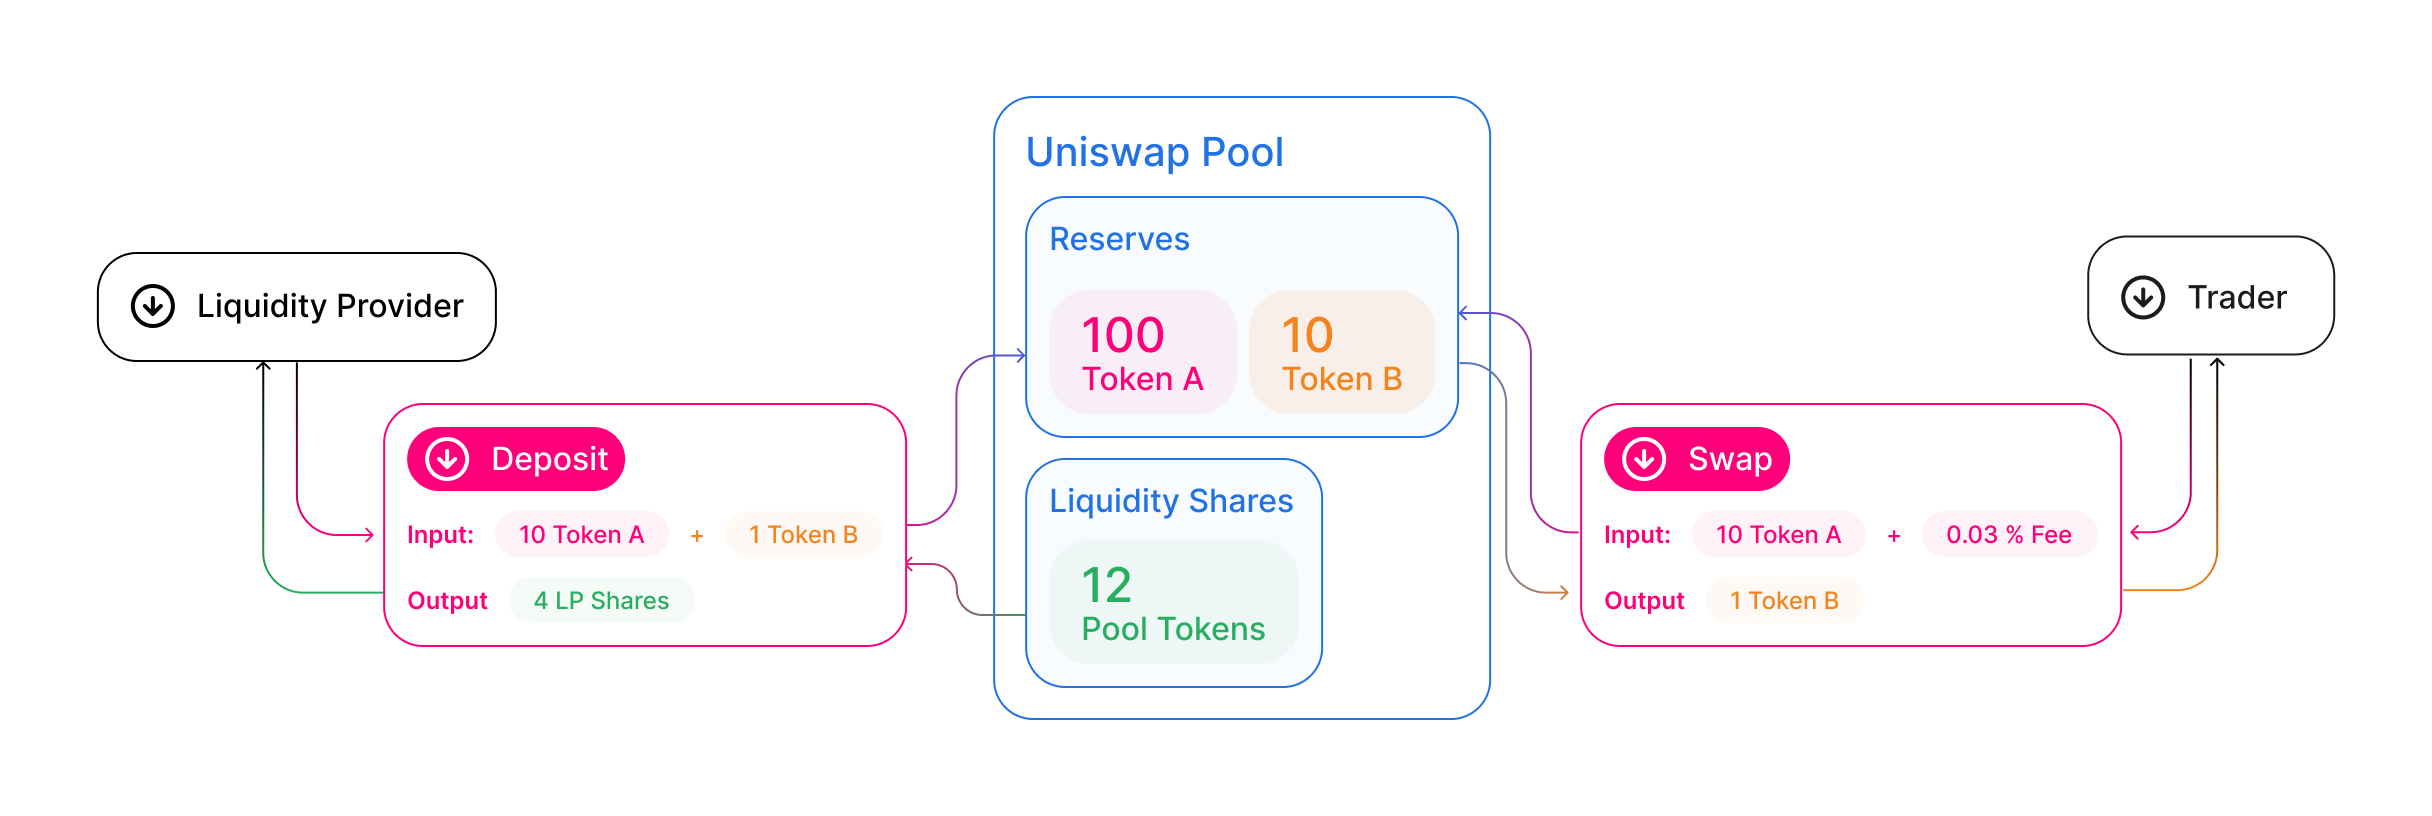 Uniswap Pool
Reserves
100
Token A
10
Token B
Liquidity Shares
12
Pool Tokens
Liquidity Provider
Deposit
Input: 10 Token A + 1 Token B
Output 4 LP Shares
Trader
Swap
Input: 10 Token A + 0.03 % Fee
Output 1 Token B